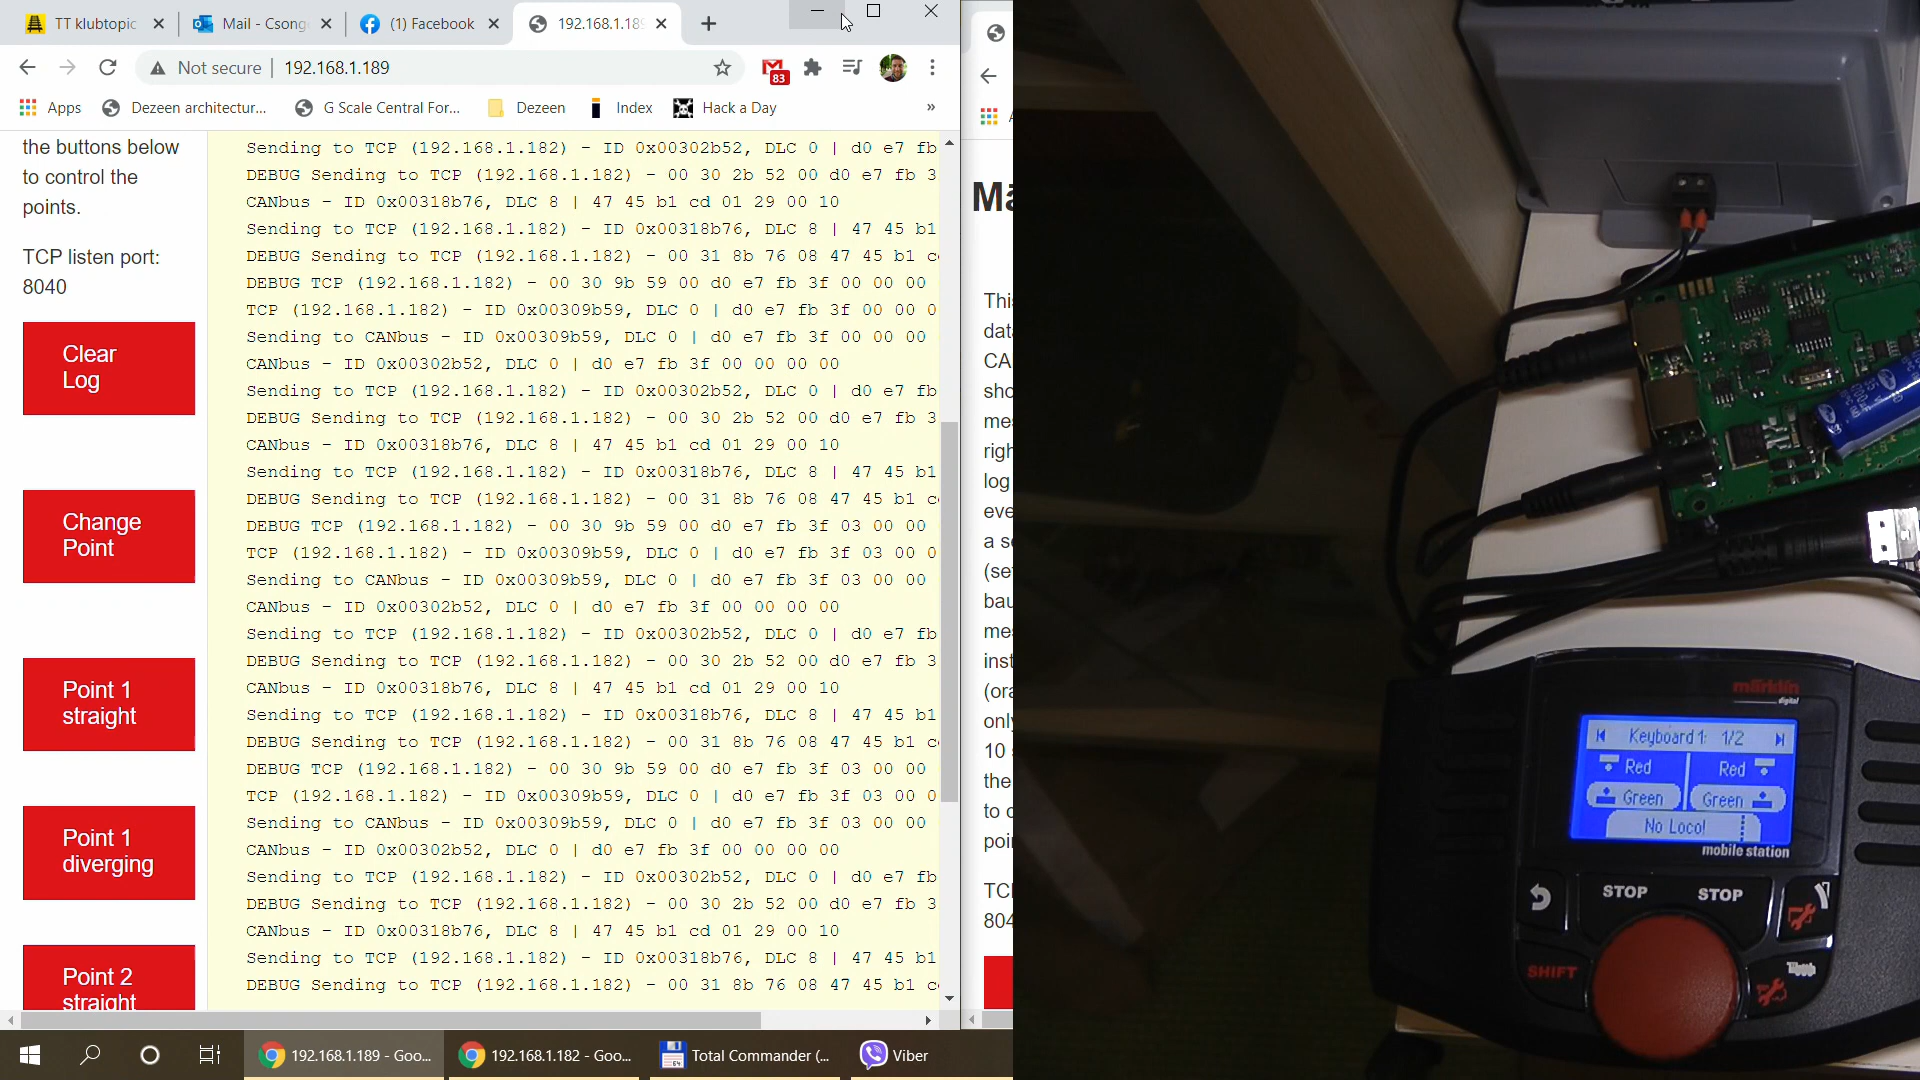 TT klubtopic
Mail - Csong
(1) Facebook
192.168.1.189
Not secure
192.168.1.189
83
Apps
Dezeen architectur...
G Scale Central For...
Dezeen
Index
Hack a Day
»
the buttons below
to control the
points.
TCP listen port:
8040
Clear
Log
Change
Point
Point 1
straight
Point 1
diverging
Point 2
straight
Sending to TCP (192.168.1.182) - ID 0x00302b52, DLC 0 | d0 e7 fb
DEBUG Sending to TCP (192.168.1.182) - 00 30 2b 52 00 d0 e7 fb 3
CANbus - ID 0x00318b76, DLC 8 | 47 45 b1 cd 01 29 00 10
Sending to TCP (192.168.1.182) - ID 0x00318b76, DLC 8 | 47 45 b1
DEBUG Sending to TCP (192.168.1.182) - 00 31 8b 76 08 47 45 b1 c
DEBUG TCP (192.168.1.182) - 00 30 9b 59 00 d0 e7 fb 3f 00 00 00
TCP (192.168.1.182) - ID 0x00309b59, DLC 0 | d0 e7 fb 3f 00 00 0
Sending to CANbus - ID 0x00309b59, DLC 0 | d0 e7 fb 3f 00 00 00
CANbus - ID 0x00302b52, DLC 0 | d0 e7 fb 3f 00 00 00 00
Sending to TCP (192.168.1.182) - ID 0x00302b52, DLC 0 | d0 e7 fb
DEBUG Sending to TCP (192.168.1.182) - 00 30 2b 52 00 d0 e7 fb 3
CANbus - ID 0x00318b76, DLC 8 | 47 45 b1 cd 01 29 00 10
Sending to TCP (192.168.1.182) - ID 0x00318b76, DLC 8 | 47 45 b1
DEBUG Sending to TCP (192.168.1.182) - 00 31 8b 76 08 47 45 b1 c
DEBUG TCP (192.168.1.182) - 00 30 9b 59 00 d0 e7 fb 3f 03 00 00
TCP (192.168.1.182) - ID 0x00309b59, DLC 0 | d0 e7 fb 3f 03 00 0
Sending to CANbus - ID 0x00309b59, DLC 0 | d0 e7 fb 3f 03 00 00
CANbus - ID 0x00302b52, DLC 0 | d0 e7 fb 3f 00 00 00 00
Sending to TCP (192.168.1.182) - ID 0x00302b52, DLC 0 | d0 e7 fb
DEBUG Sending to TCP (192.168.1.182) - 00 30 2b 52 00 d0 e7 fb 3
CANbus - ID 0x00318b76, DLC 8 | 47 45 b1 cd 01 29 00 10
Sending to TCP (192.168.1.182) - ID 0x00318b76, DLC 8 | 47 45 b1
DEBUG Sending to TCP (192.168.1.182) - 00 31 8b 76 08 47 45 b1 c
DEBUG TCP (192.168.1.182) - 00 30 9b 59 00 d0 e7 fb 3f 03 00 00
TCP (192.168.1.182) - ID 0x00309b59, DLC 0 | d0 e7 fb 3f 03 00 0
Sending to CANbus - ID 0x00309b59, DLC 0 | d0 e7 fb 3f 03 00 00
CANbus - ID 0x00302b52, DLC 0 | d0 e7 fb 3f 00 00 00 00
Sending to TCP (192.168.1.182) - ID 0x00302b52, DLC 0 | d0 e7 fb
DEBUG Sending to TCP (192.168.1.182) - 00 30 2b 52 00 d0 e7 fb 3
CANbus - ID 0x00318b76, DLC 8 | 47 45 b1 cd 01 29 00 10
Sending to TCP (192.168.1.182) - ID 0x00318b76, DLC 8 | 47 45 b1
DEBUG Sending to TCP (192.168.1.182) - 00 31 8b 76 08 47 45 b1 c
Mä
This
data
CA
sho
mes
righ
log
eve
a se
(set
bau
mes
inst
(ora
only
10 s
the
to c
poin
TCP
804
märklin
digital
Keyboard 1: 1/2
Red Red
Green Green
No Loco!
mobile station
STOP STOP
SHIFT
192.168.1.189 - Goo...
192.168.1.182 - Goo...
Total Commander (...
Viber